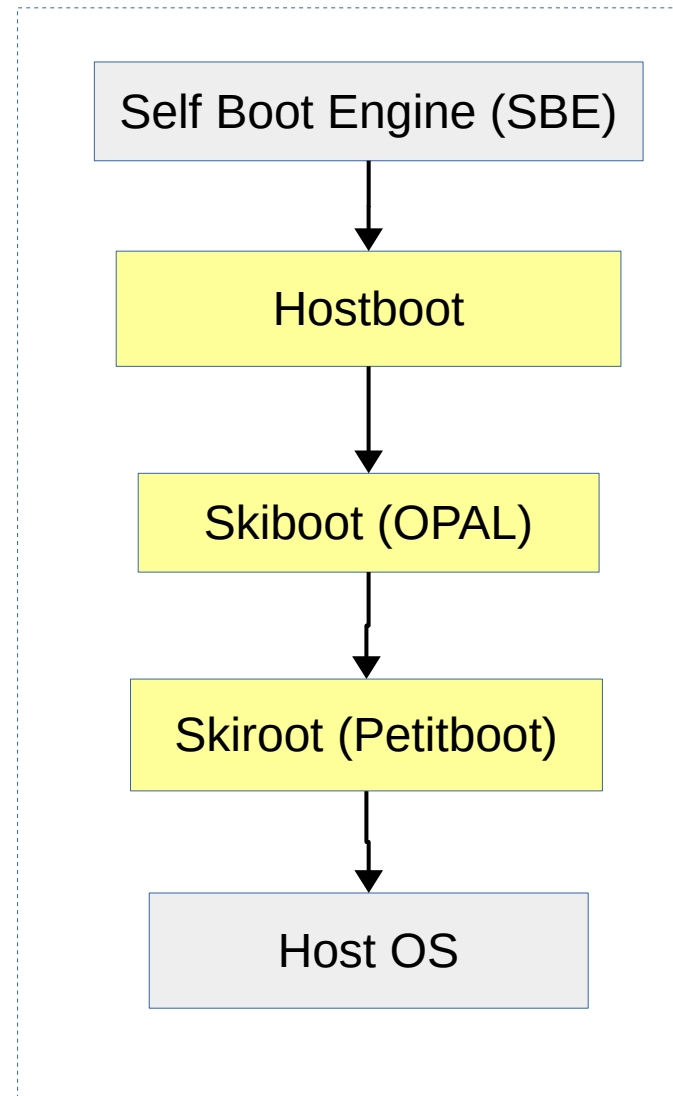 Self Boot Engine (SBE)
Hostboot
Skiboot (OPAL)
Skiroot (Petitboot)
Host OS